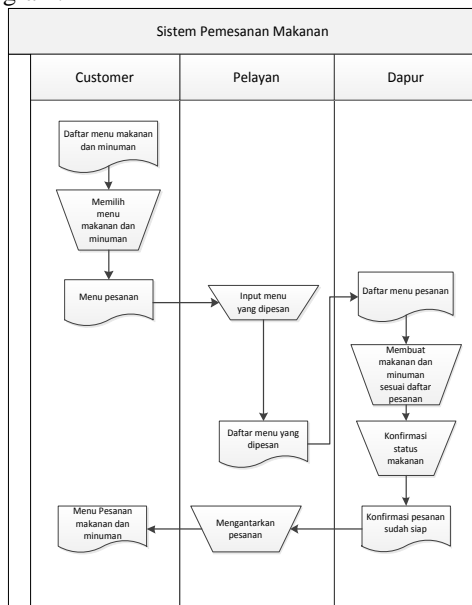 Sistem Pemesanan Makanan
Customer
Pelayan
Dapur
Daftar menu makanan
dan minuman
Memilih
menu
makanan dan
minuman
Menu pesanan
Input menu
yang dipesan
Daftar menu pesanan
Membuat
makanan dan
minuman
sesuai daftar
pesanan
Daftar menu yang
dipesan
Konfirmasi
status
makanan
Menu Pesanan
makanan dan
minuman
Mengantarkan
pesanan
Konfirmasi pesanan
sudah siap